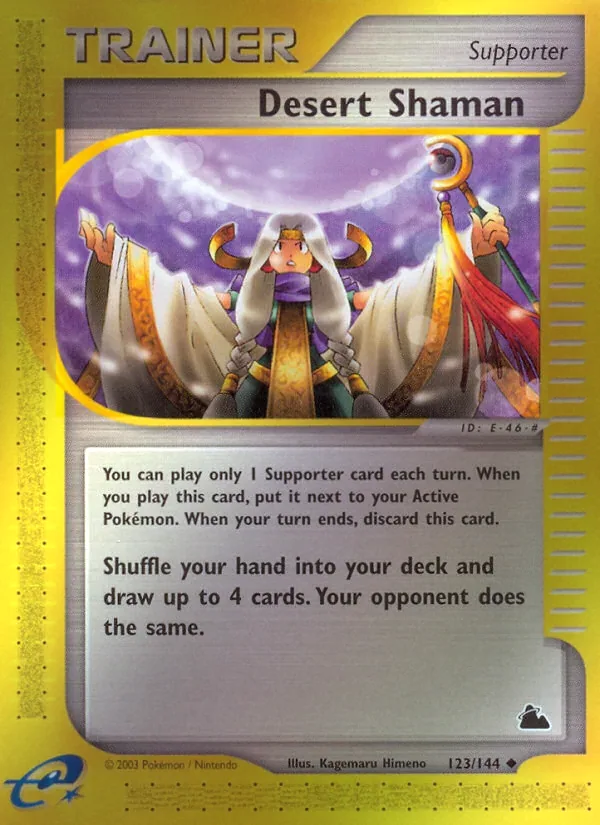 TRAINER
Supporter
Desert Shaman
ID: E-46-#
You can play only 1 Supporter card each turn. When
you play this card, put it next to your Active
Pokémon. When your turn ends, discard this card.
Shuffle your hand into your deck and
draw up to 4 cards. Your opponent does
the same.
© 2003 Pokémon / Nintendo
Illus. Kagemaru Himeno
123/144 ◆